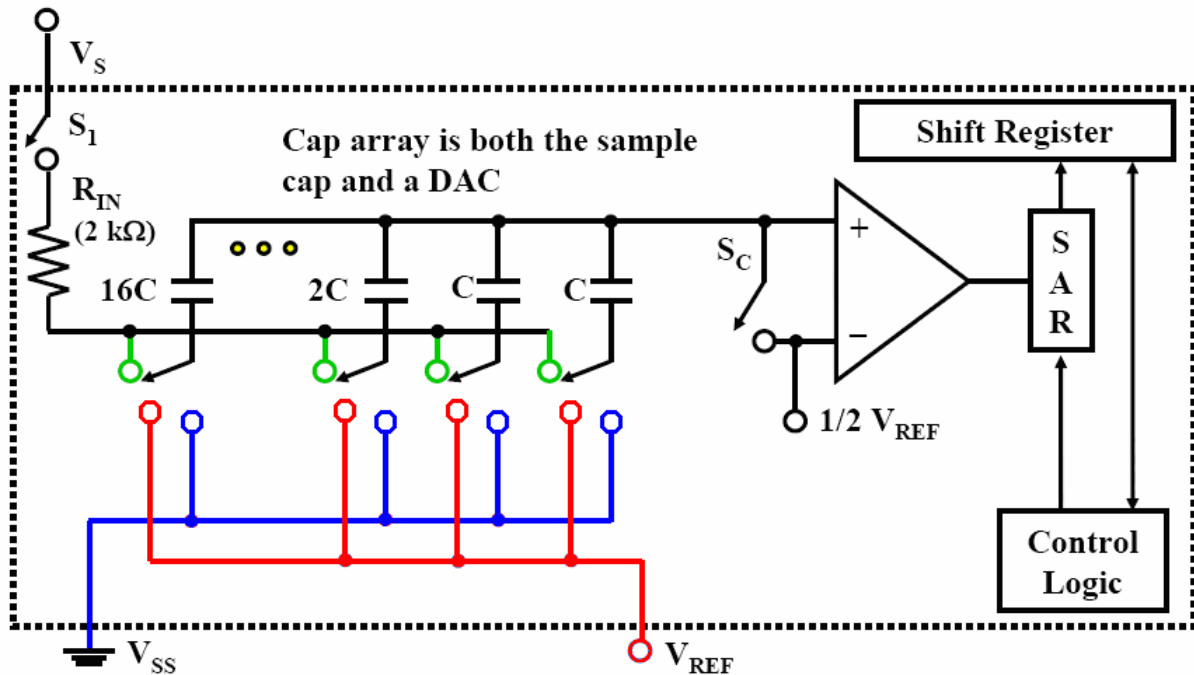 V_S
S_1
Shift Register
Cap array is both the sample
cap and a DAC
R_IN
(2 kΩ)
+
S
A
R
S_C
16C
2C
C
C
−
1/2 V_REF
Control
Logic
V_SS
V_REF